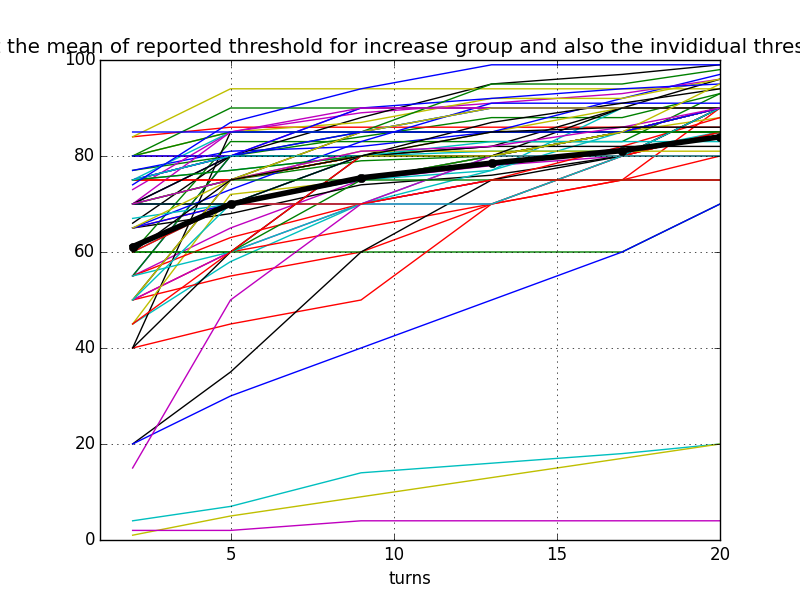 t the mean of reported threshold for increase group and also the invididual thres
100
80
60
40
20
0
5 10 15 20
turns